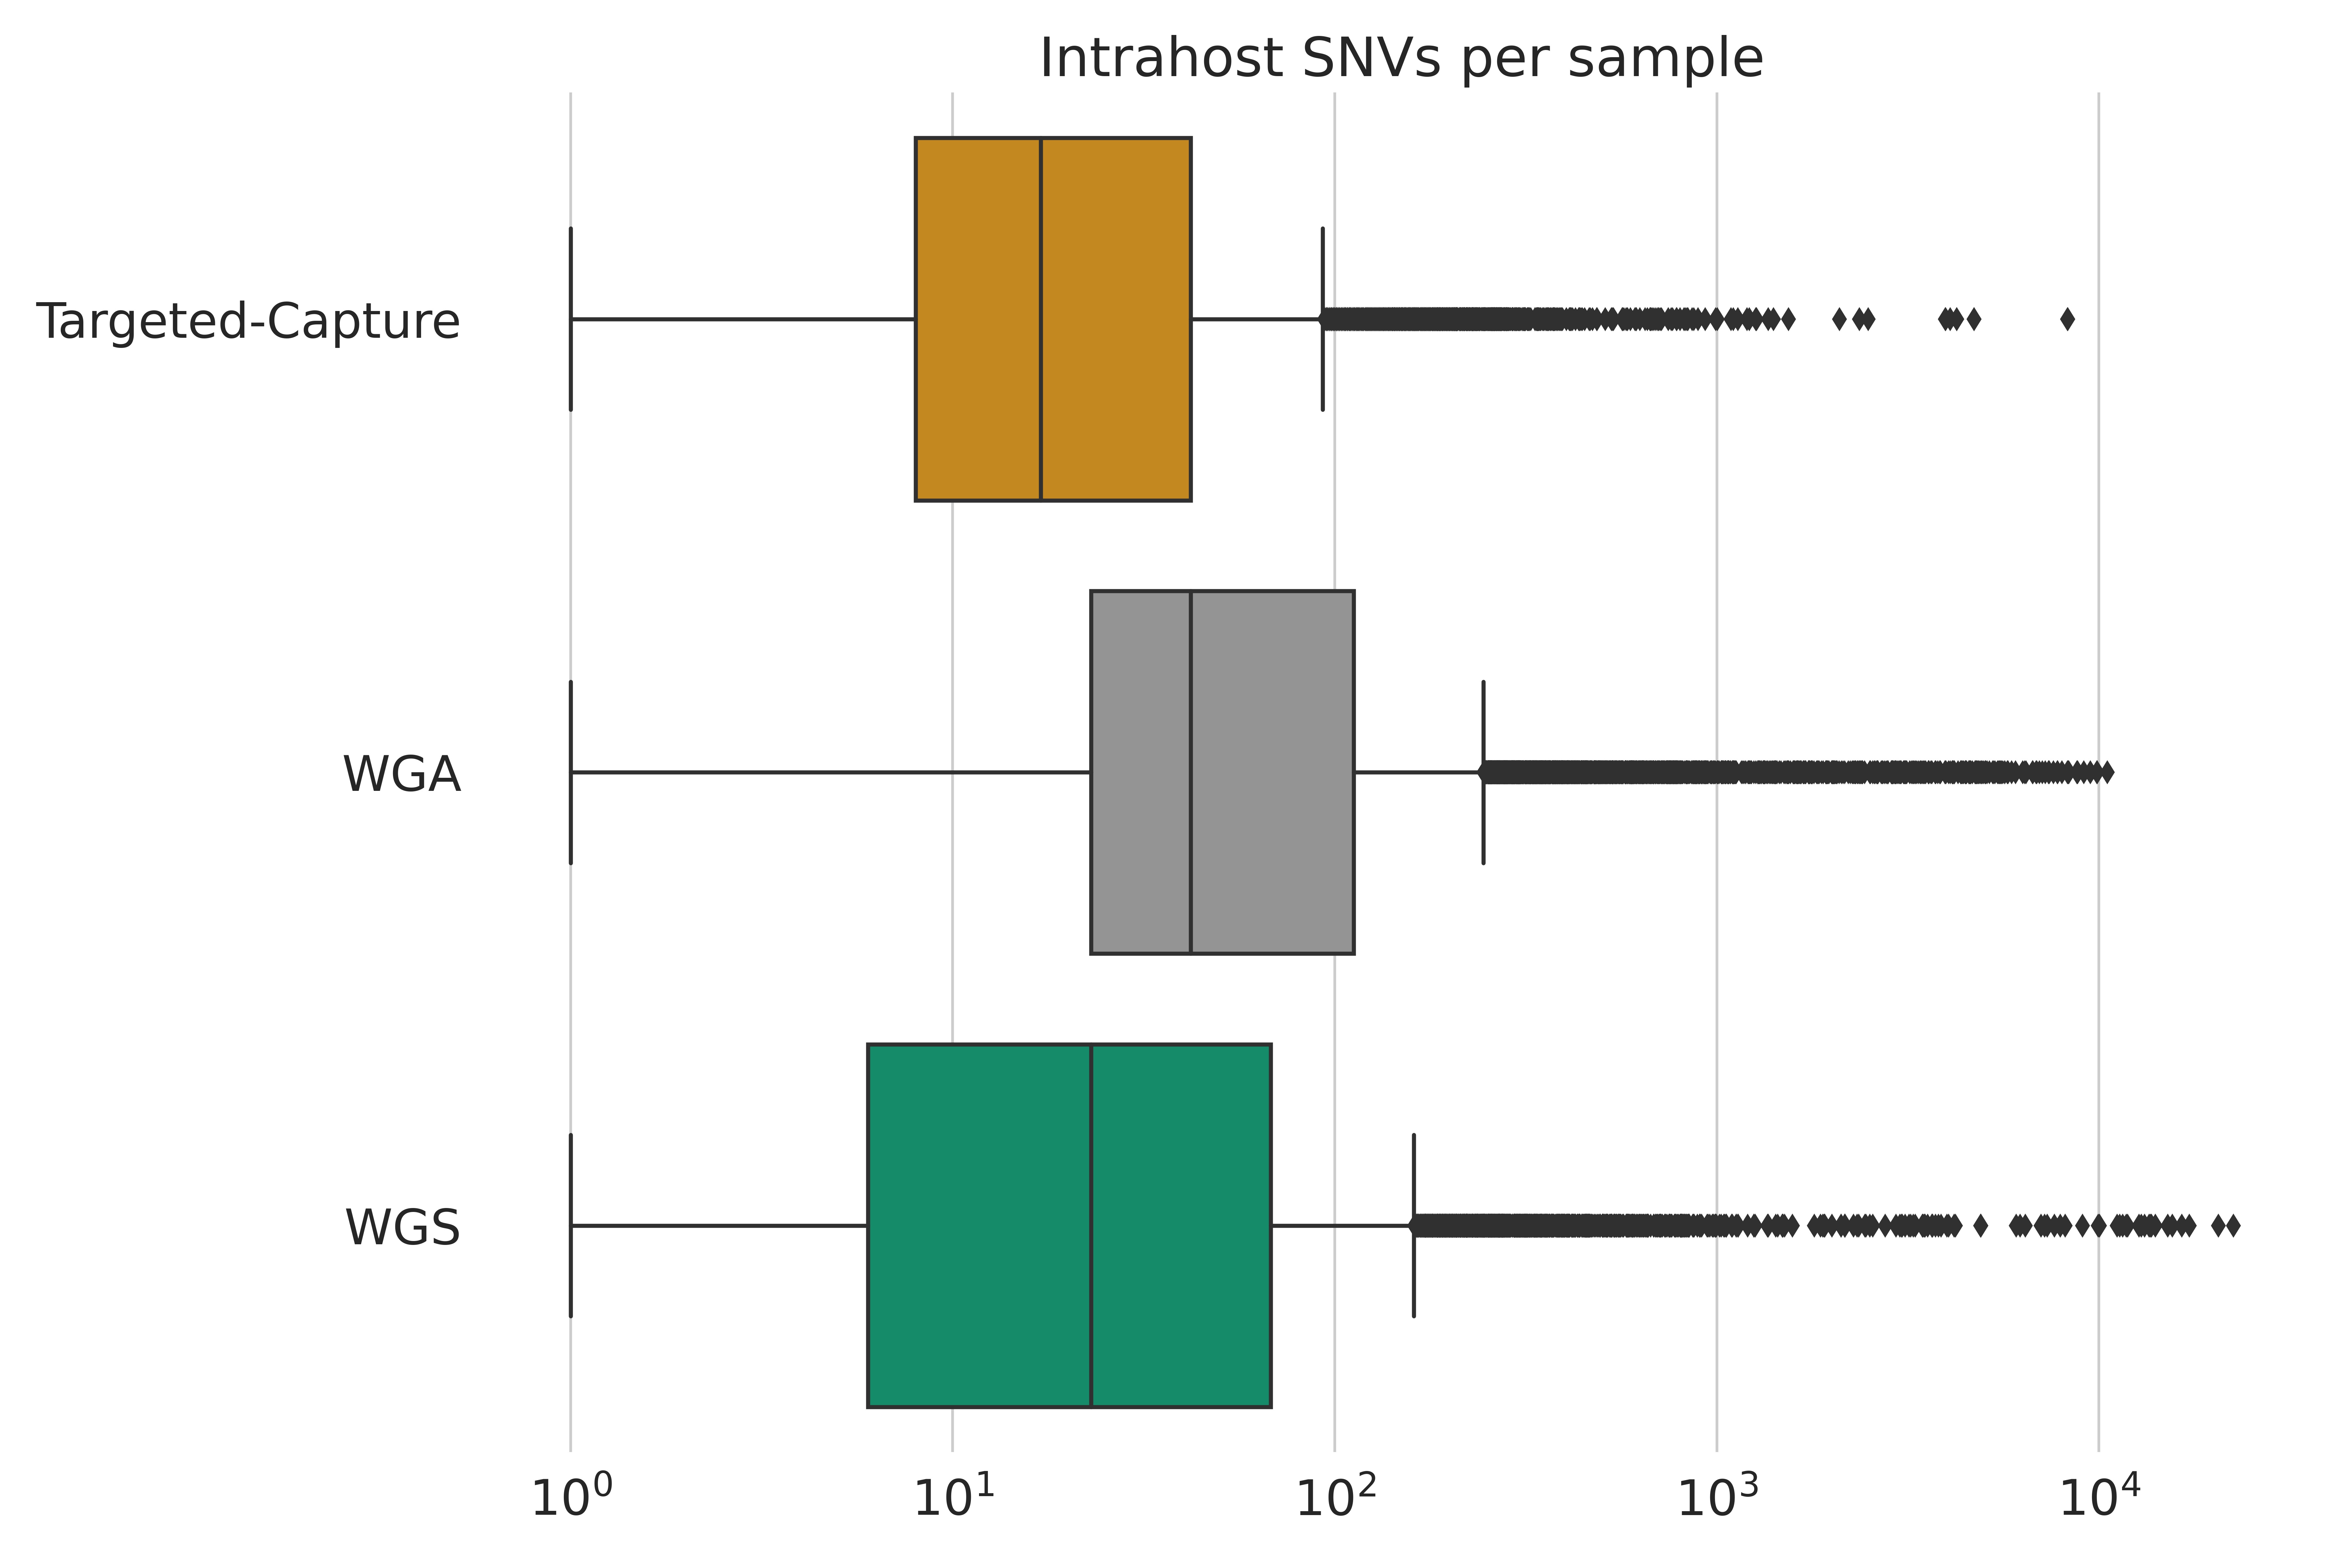 Intrahost SNVs per sample
Targeted-Capture
WGA
WGS
10⁰ 10¹ 10² 10³ 10⁴